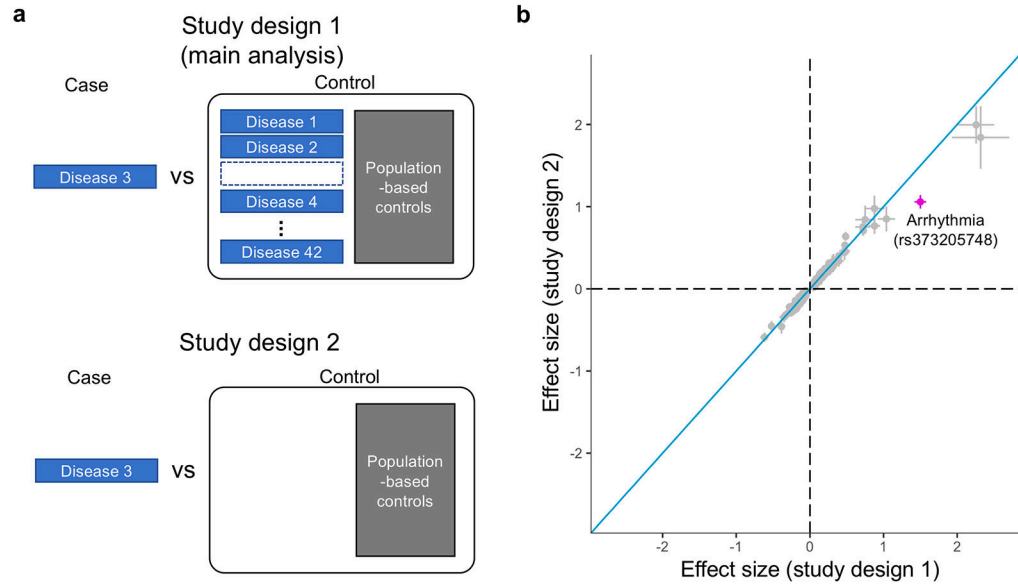 a
Study design 1
(main analysis)
Case
Control
Disease 3
vs
Disease 1
Disease 2
Disease 4
Disease 42
Population
-based
controls
Study design 2
Case
Control
Disease 3
vs
Population
-based
controls
b
Effect size (study design 2)
2
1
0
-1
-2
Arrhythmia
(rs373205748)
-2
-1
0
1
2
Effect size (study design 1)